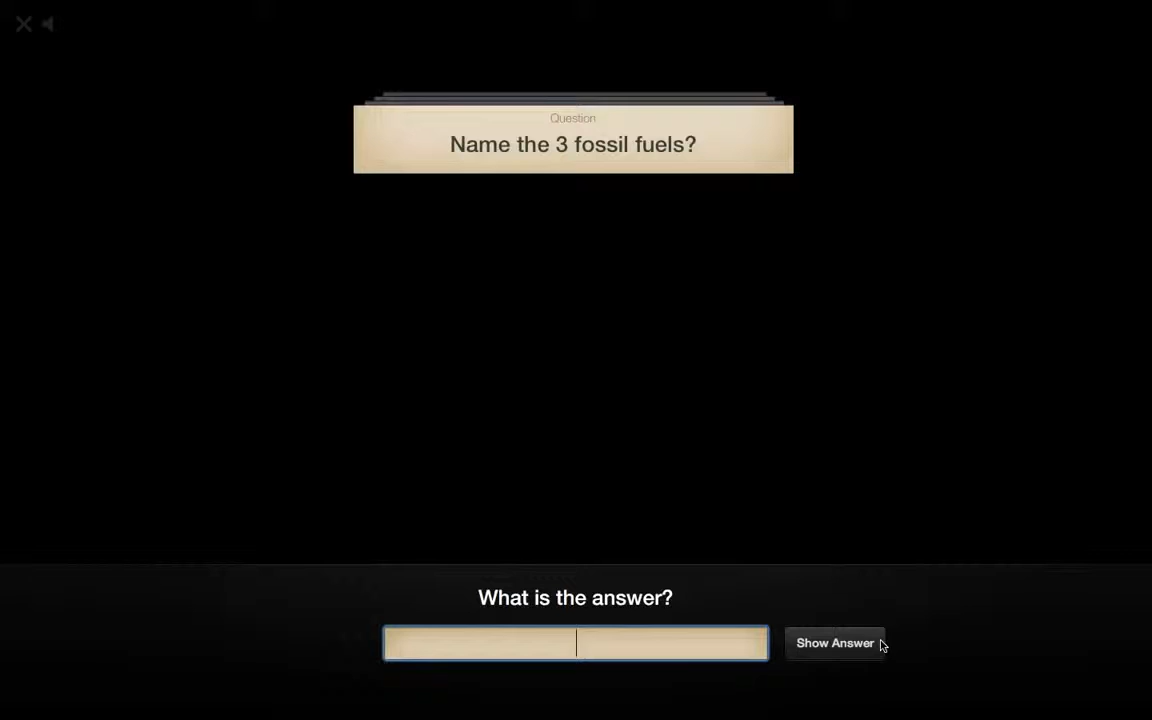 Question
Name the 3 fossil fuels?
What is the answer?
Show Answer